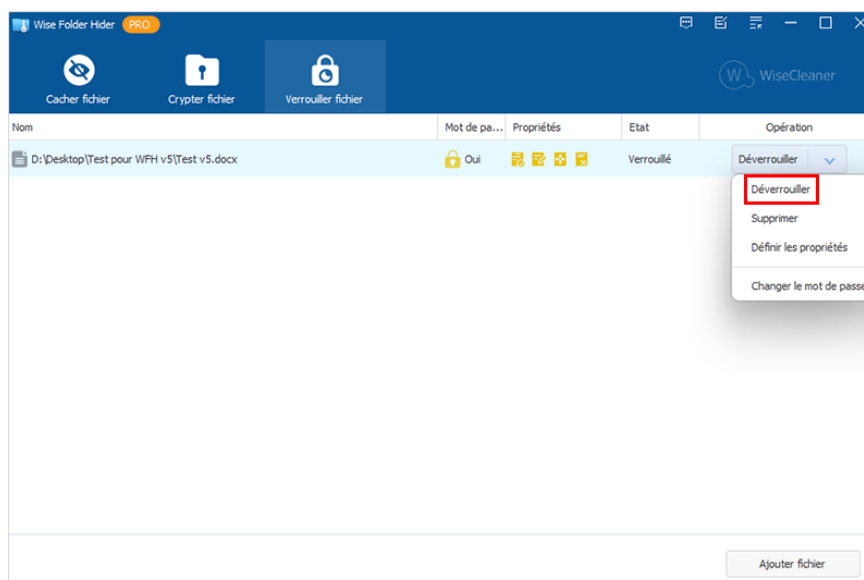 Wise Folder Hider PRO
WiseCleaner
Cacher fichier Crypter fichier Verrouiller fichier
Nom Mot de pa... Propriétés Etat Opération
D:\Desktop\Test pour WFH v5\Test v5.docx Oui Verrouillé Déverrouiller
Déverrouiller
Supprimer
Définir les propriétés
Changer le mot de passe
Ajouter fichier